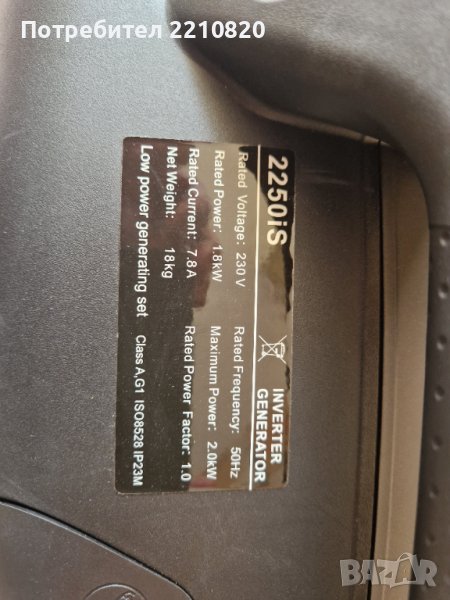 Потребител 2210820
2250iS
INVERTER
GENERATOR
Rated Voltage: 230 V
Rated Frequency: 50Hz
Rated Power: 1.8kW
Maximum Power: 2.0kW
Rated Current: 7.8A
Rated Power Factor: 1.0
Net Weight: 18kg
Low power generating set
Class A,G1 ISO8528 IP23M
BAZAR